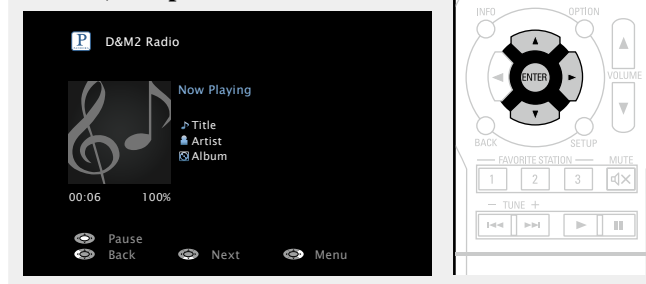 P
D&M2 Radio
Now Playing
Title
Artist
Album
00:06 100%
Pause
Back Next Menu
INFO OPTION
ENTER
VOLUME
BACK SETUP
FAVORITE STATION MUTE
1 2 3
− TUNE +